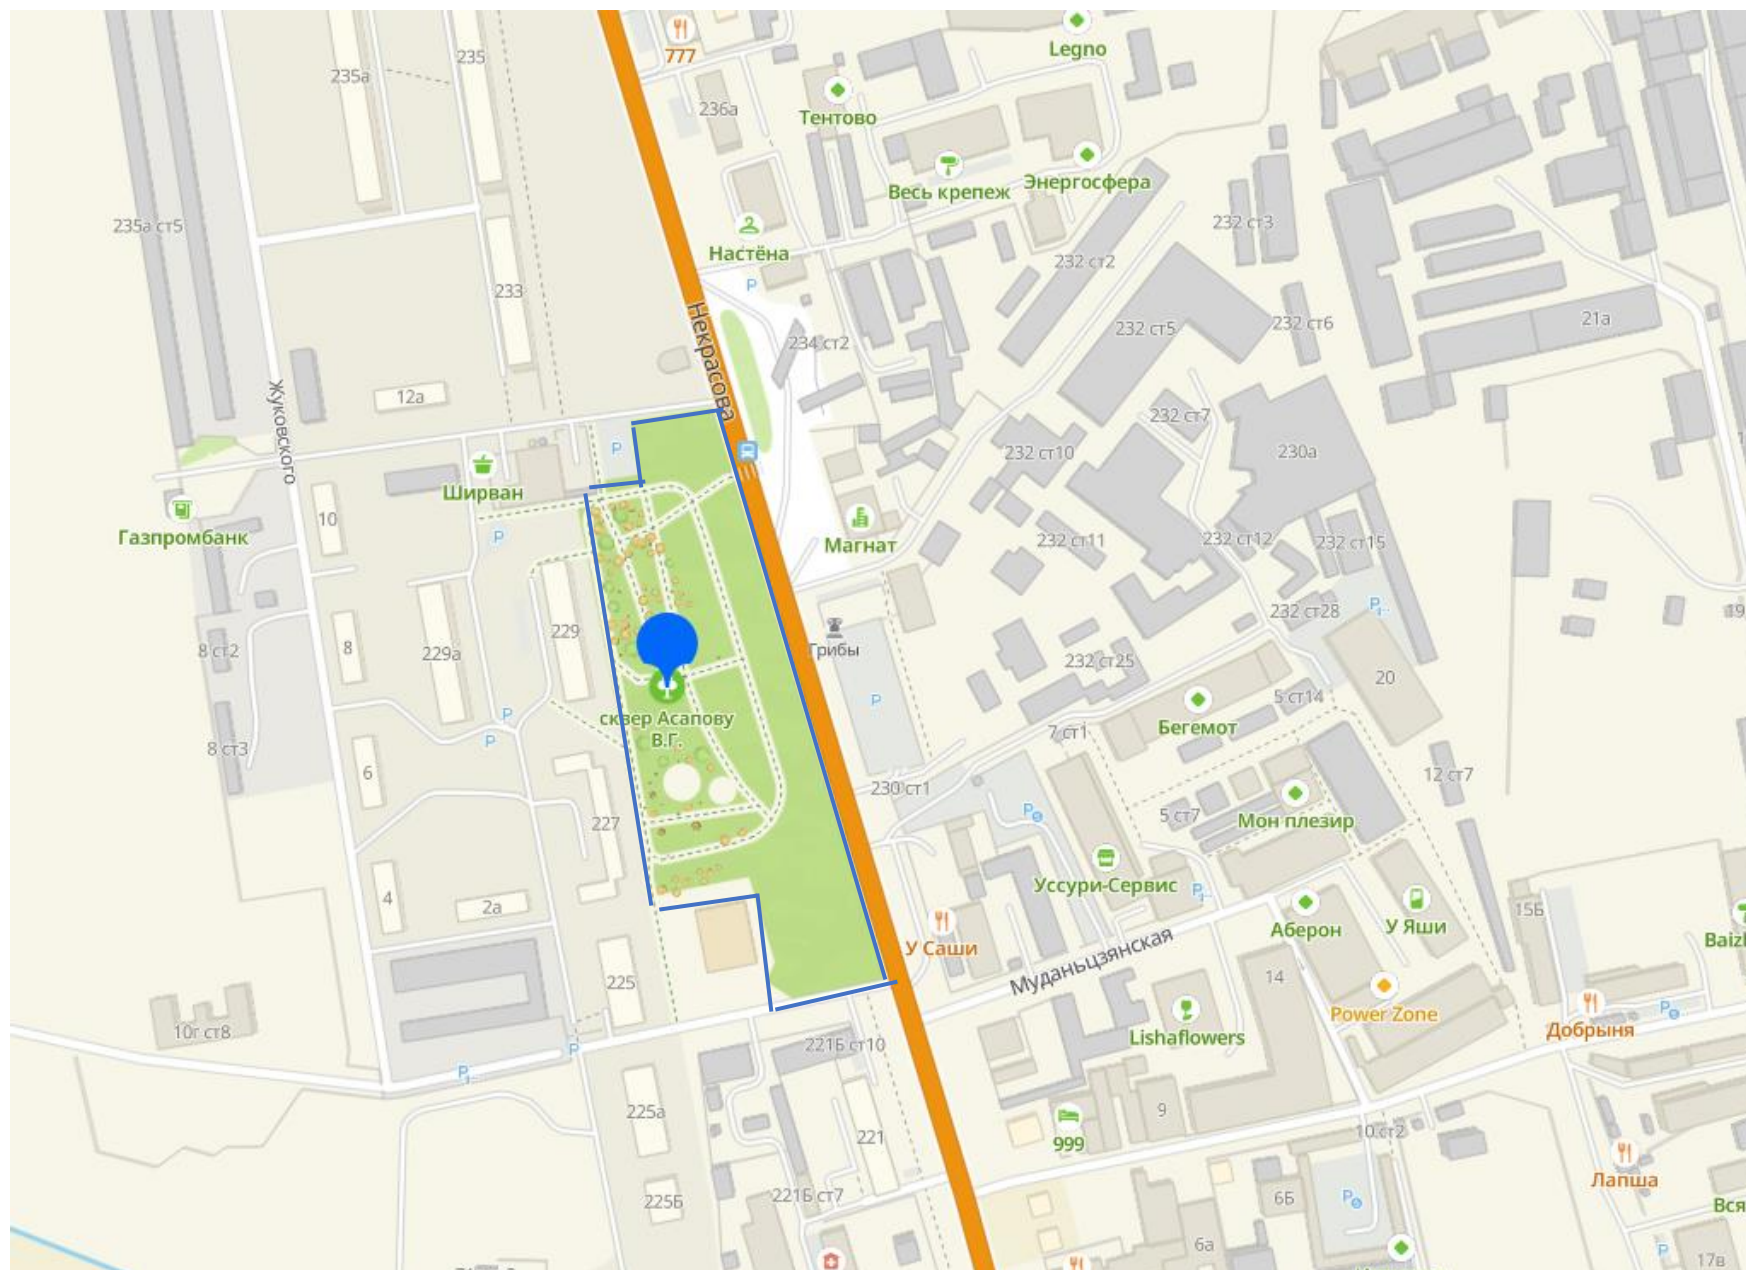 777
Legno
235
235а
236а
Тентово
Весь крепеж
Энергосфера
235а ст5
232 ст3
Настёна
232 ст2
P
233
Некрасова
234 ст2
232 ст5
232 ст6
21а
Жуковского
12а
232 ст7
P
232 ст10
230а
Ширван
10
Газпромбанк
P
Магнат
232 ст11
232 ст12
232 ст15
P
232 ст28
229
8
8 ст2
229а
Грибы
232 ст25
20
5 ст14
P
P
сквер Асапову
В.Г.
Бегемот
7 ст1
P
8 ст3
6
230 ст1
12 ст7
P
5 ст7
Мон плезир
227
Уссури-Сервис
P
4
2а
У Саши
Аберон
У Яши
15Б
Муданьцзянская
225
14
Power Zone
10г ст8
Lishaflowers
Добрыня
P
P
P
221Б ст10
225а
9
221
999
10 ст2
Лапша
225Б
221Б ст7
6Б
P
Вся
6а
P
17в